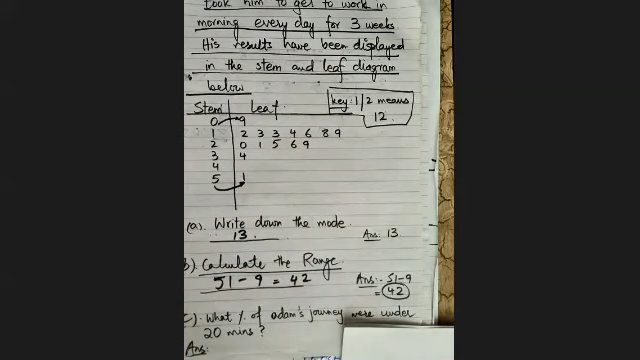 took him to get to work in
morning every day for 3 weeks
His results have been displayed
in the stem and leaf diagram
below
Stem Leaf
key: 1|2 means
12.
0 9
1 2 3 3 4 6 8 9
2 0 1 5 6 9
3 4
4
5 1
(a). Write down the mode.
13. Ans: 13
b). Calculate the Range
51 - 9 = 42
Ans:- 51-9
= 42
C). What % of adam's journey were under
20 mins?
Ans: